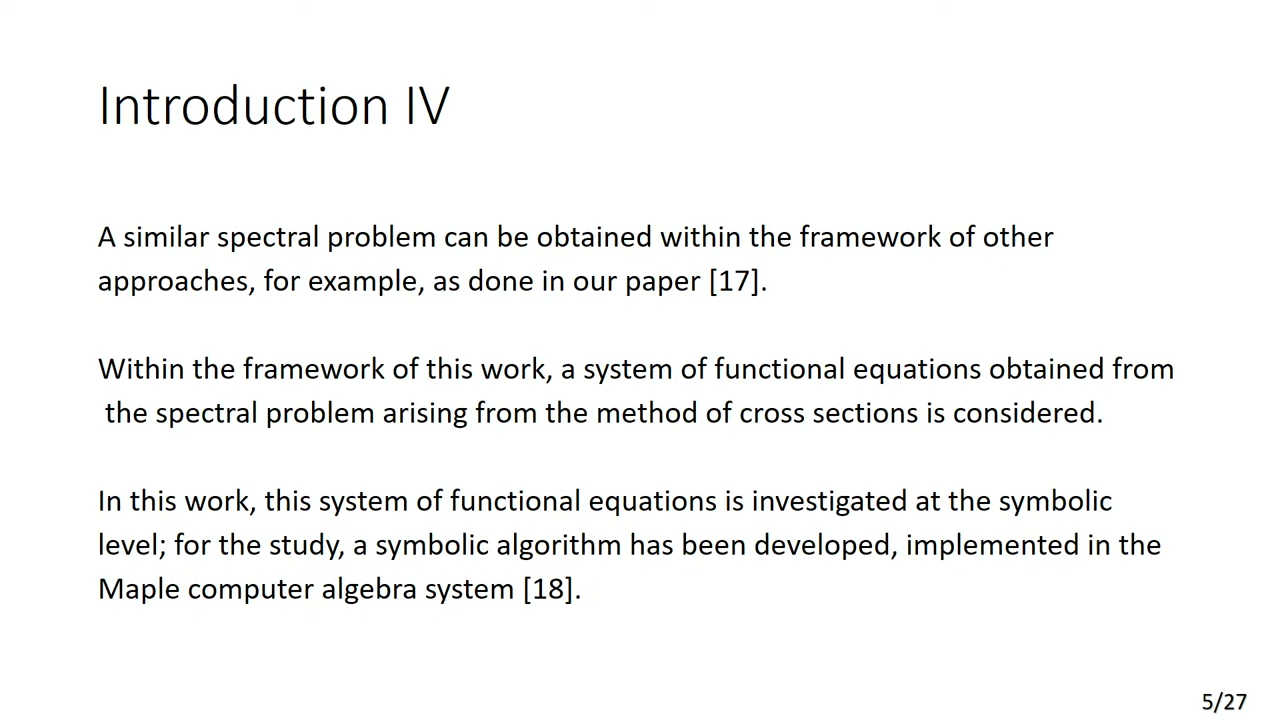 Introduction IV
A similar spectral problem can be obtained within the framework of other
approaches, for example, as done in our paper [17].
Within the framework of this work, a system of functional equations obtained from
the spectral problem arising from the method of cross sections is considered.
In this work, this system of functional equations is investigated at the symbolic
level; for the study, a symbolic algorithm has been developed, implemented in the
Maple computer algebra system [18].
5/27